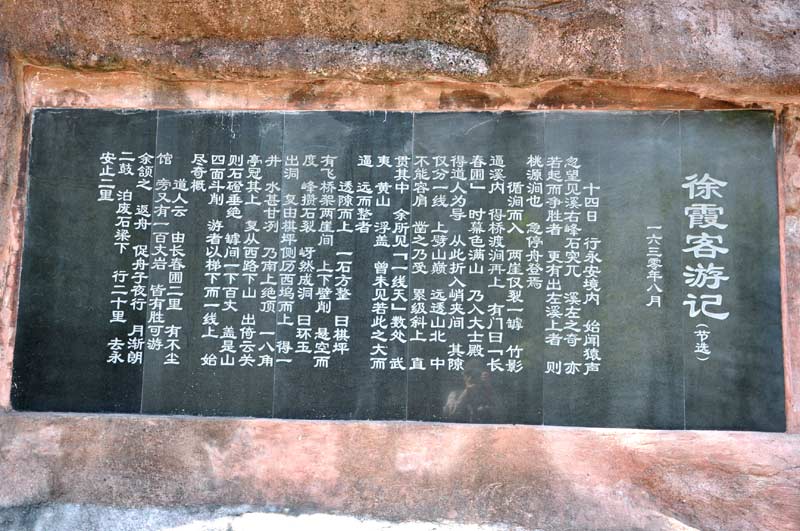 徐霞客游记(节选)
一六三零年八月
十四日 行永安境内 始闻猿声
忽望见溪右峰石突兀 溪左之奇 亦
若起而争胜者 更有出左溪上者 则
桃源涧也 急停舟登焉
循涧而入 两崖仅裂一罅 竹影
逼溪内 得桥渡涧再上 有门曰「长
春圃」 时暮色满山 乃入大士殿
得道人为导 从此折入峭夹间 其隙
仅分一线 上劈山巅 远透山北 中
不能容肩 凿之乃受 累级斜上 直
贯其中 余所见「一线天」数处 武
夷 黄山 浮盖 曾未见若此之大而
逼 远而整者
透隙而上 一石方整 曰棋坪
有飞桥架两崖间 上下壁削 悬空而
度 峰攒石裂 岈然成洞 曰环玉
出洞 复由棋坪侧历西坞而上 得一
井 水甚甘冽 乃南上绝顶 一八角
亭冠其上 复从西路下山 出倚云关
则石磴垂绝 罅间一下百丈 盖是山
四面斗削 游者以梯下而一线上 始
尽奇概
道人云 由长春圃二里 有不尘
馆 旁又有一百丈岩 皆有胜可游
余颔之 返舟 促舟子夜行 月渐朗
二鼓 泊废石梁下 行二十里 去永
安止二里